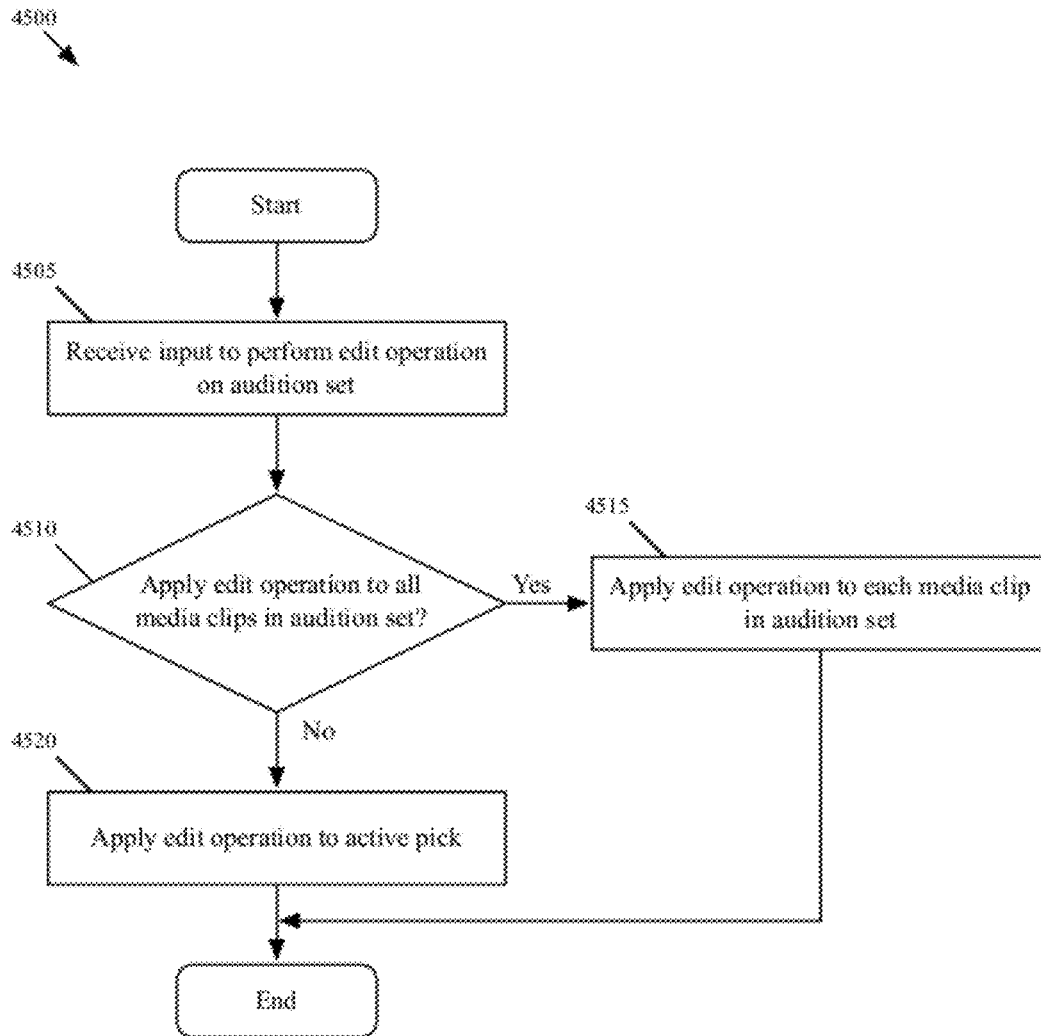 4500
Start
4505
Receive input to perform edit operation
on audition set
4510
Apply edit operation to all
media clips in audition set?
Yes
4515
Apply edit operation to each media clip
in audition set
No
4520
Apply edit operation to active pick
End